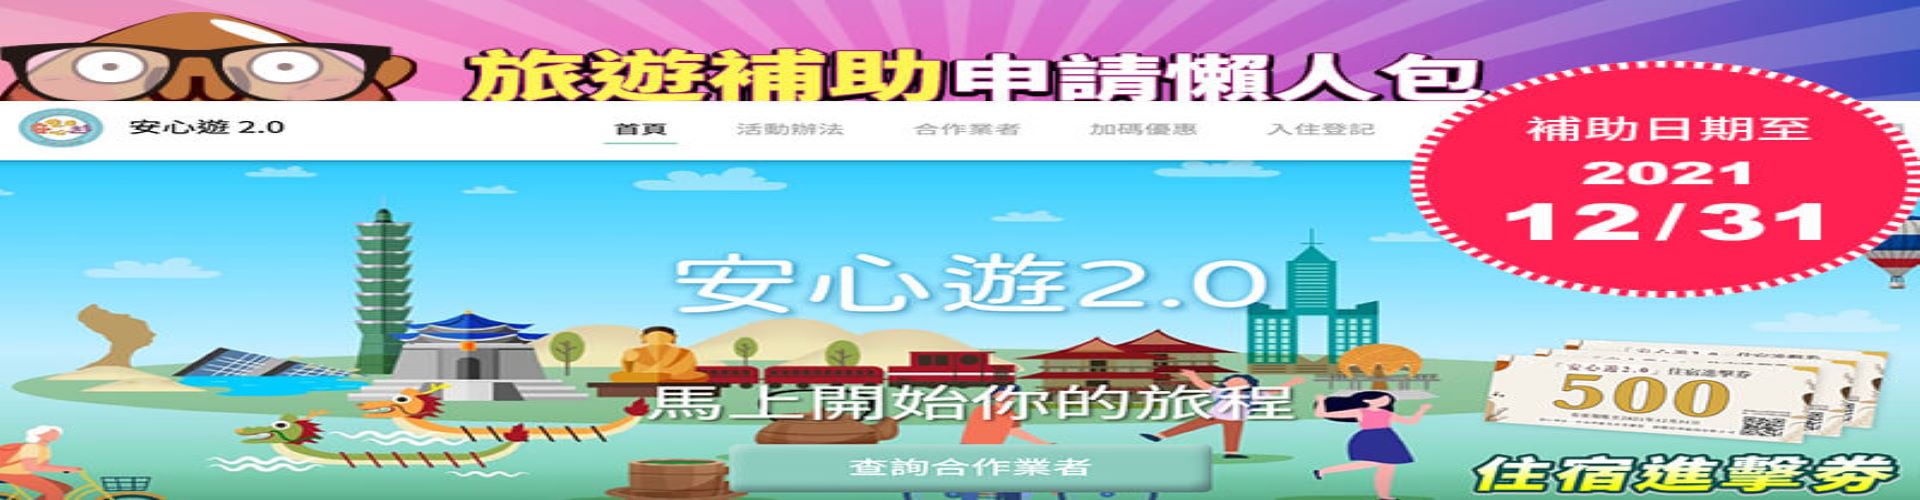 旅遊補助申請懶人包
安心遊 2.0
首頁 活動辦法 合作業者 加碼優惠 入住登記
補助日期至
2021
12/31
安心遊2.0
馬上開始你的旅程
查詢合作業者
「安心遊2.0」住宿進擊券
500
住宿進擊券